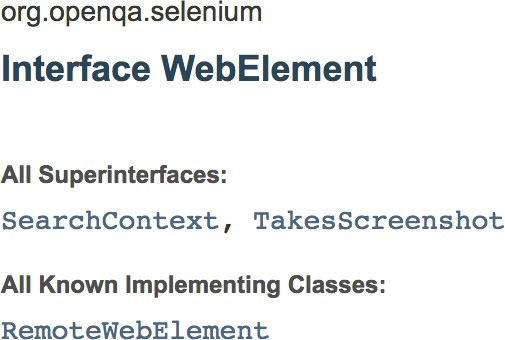 org.openqa.selenium
Interface WebElement
All Superinterfaces:
SearchContext, TakesScreenshot
All Known Implementing Classes:
RemoteWebElement